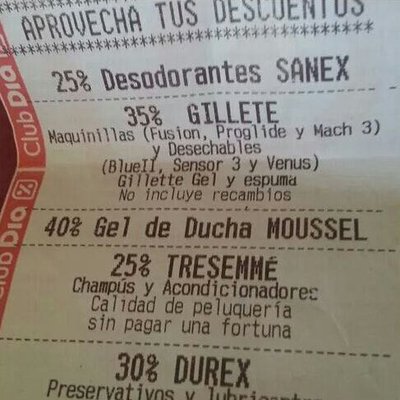 APROVECHA TUS DESCUENTOS
********************************
25% Desodorantes SANEX
35% GILLETE
Maquinillas (Fusion, Proglide y Mach 3)
y Desechables
(BlueII, Sensor 3 y Venus)
Gillette Gel y espuma
No incluye recambios
40% Gel de Ducha MOUSSEL
25% TRESEMMÉ
Champús y Acondicionadores
Calidad de peluquería
sin pagar una fortuna
30% DUREX
Preservativos y lubricantes
Club DIA %
Club DIA